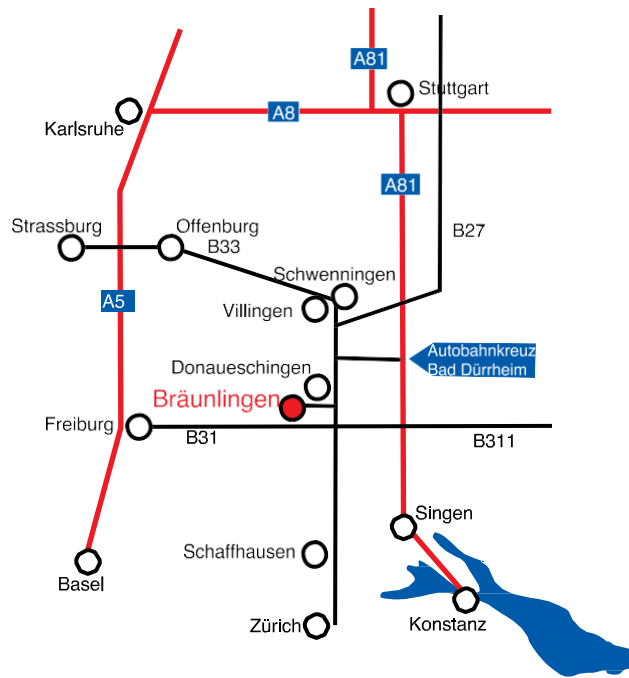 A81
Stuttgart
A8
Karlsruhe
A81
Strassburg
Offenburg
B33
B27
Schwenningen
A5
Villingen
Autobahnkreuz
Bad Dürrheim
Donaueschingen
Bräunlingen
Freiburg
B31
B311
Singen
Schaffhausen
Basel
Zürich
Konstanz